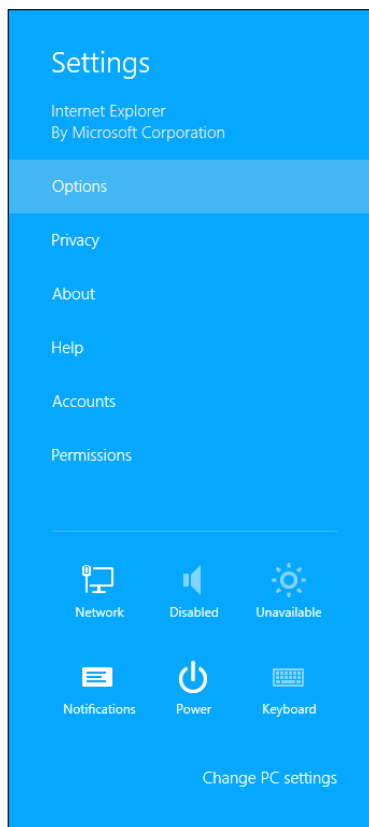 Settings
Internet Explorer
By Microsoft Corporation
Options
Privacy
About
Help
Accounts
Permissions
Network
Disabled
Unavailable
Notifications
Power
Keyboard
Change PC settings